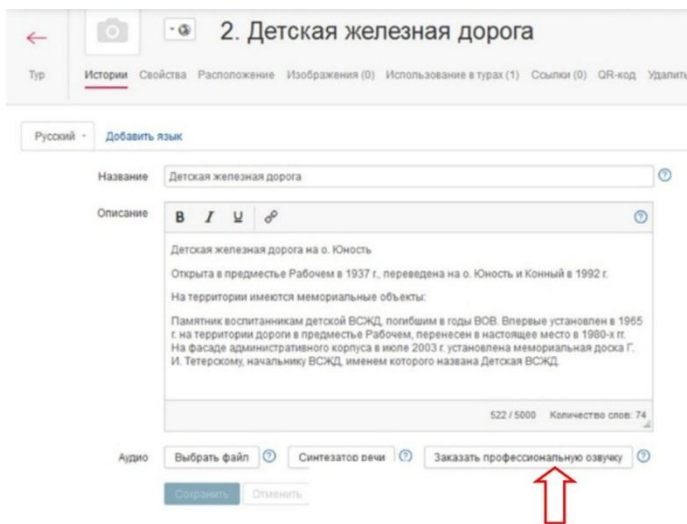 2. Детская железная дорога
Тур Истории Свойства Расположение Изображения (0) Использование в турах (1) Ссылки (0) QR-код Удалить
Русский Добавить язык
Название Детская железная дорога
Описание B I U
Детская железная дорога на о. Юность
Открыта в предместье Рабочем в 1937 г., переведена на о. Юность и Конный в 1992 г.
На территории имеются мемориальные объекты:
Памятник воспитанникам детской ВСЖД, погибшим в годы ВОВ. Впервые установлен в 1965
г. на территории дороги в предместье Рабочем, перенесен в настоящее место в 1980-х гг.
На фасаде административного корпуса в июле 2003 г. установлена мемориальная доска Г.
И. Тетерскому, начальнику ВСЖД, именем которого названа Детская ВСЖД.
522 / 5000 Количество слов: 74
Аудио Выбрать файл Синтезатор речи Заказать профессиональную озвучку
Сохранить Отменить